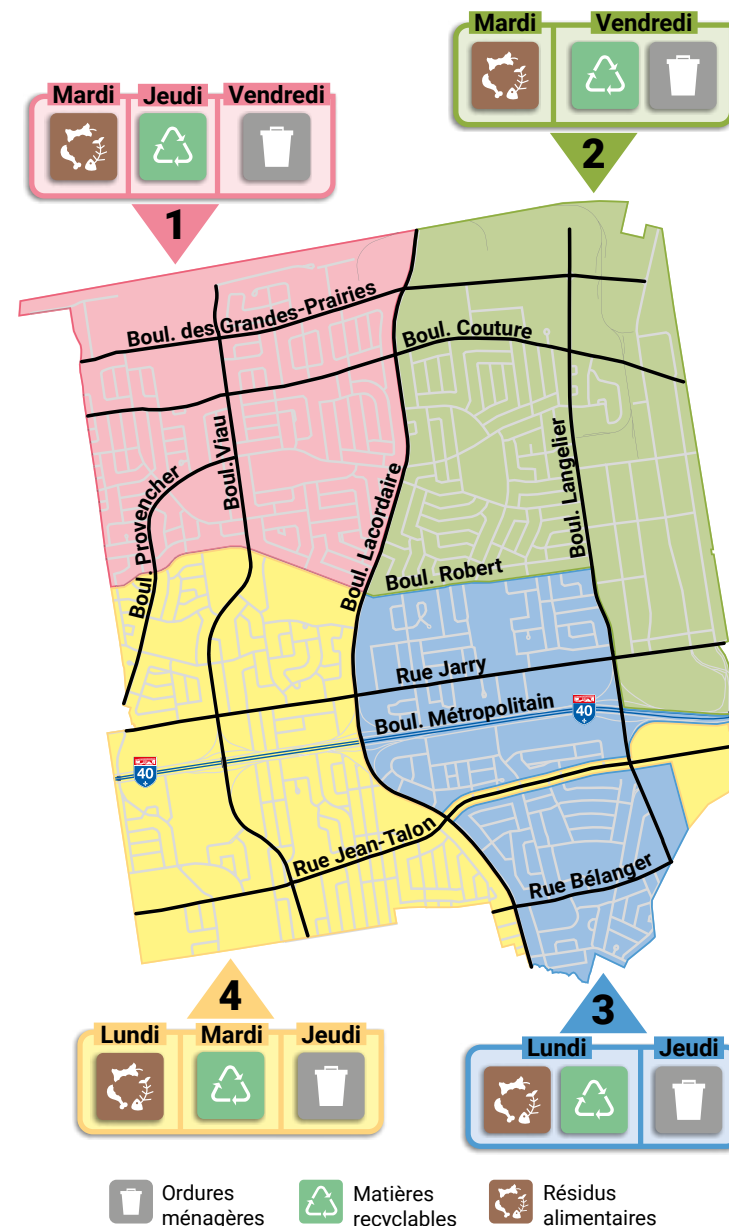 Mardi Vendredi
2
Mardi Jeudi Vendredi
1
Boul. des Grandes-Prairies
Boul. Couture
Boul. Viau
Boul. Provencher
Boul. Lacordaire
Boul. Langelier
Boul. Robert
Rue Jarry
Boul. Métropolitain
40
40
Rue Jean-Talon
Rue Bélanger
4
Lundi Mardi Jeudi
3
Lundi Jeudi
Ordures
ménagères
Matières
recyclables
Résidus
alimentaires